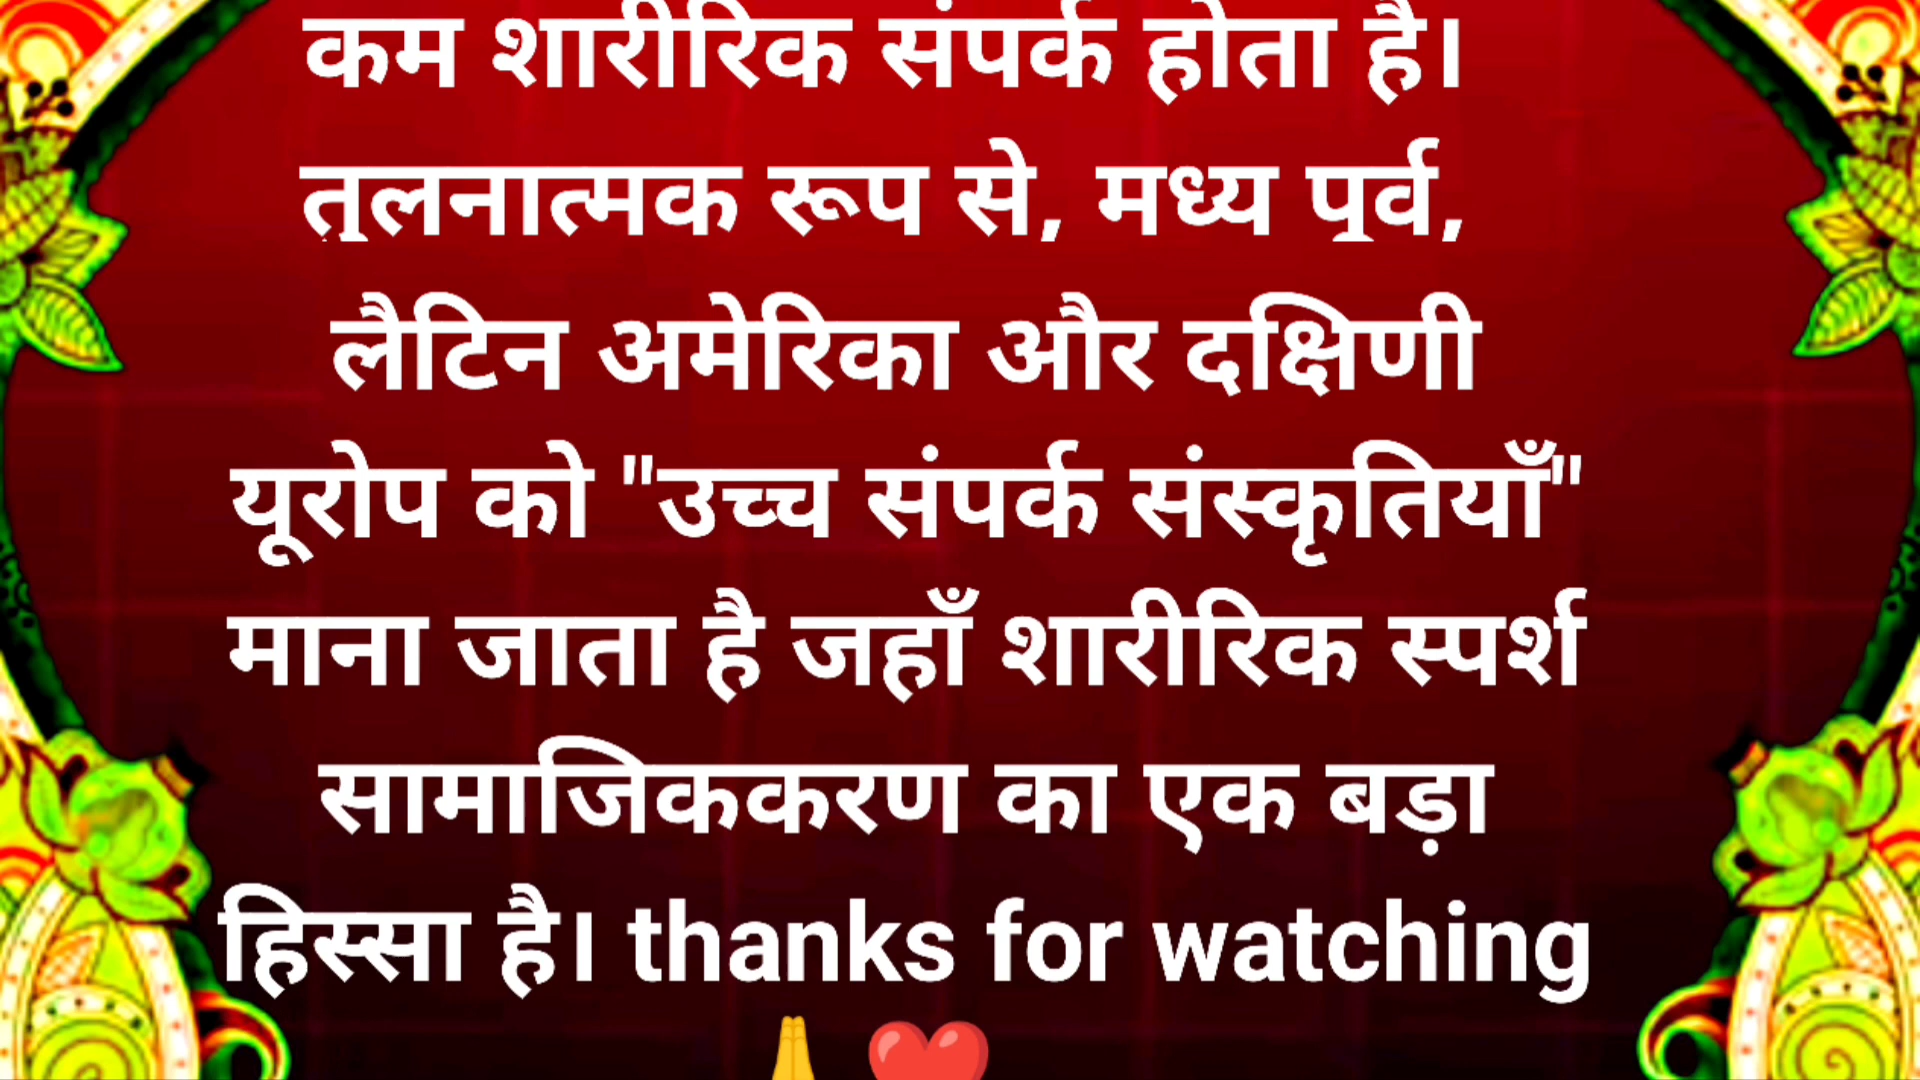 कम शारीरिक संपर्क होता है।
तुलनात्मक रूप से, मध्य पूर्व,
लैटिन अमेरिका और दक्षिणी
यूरोप को "उच्च संपर्क संस्कृतियाँ"
माना जाता है जहाँ शारीरिक स्पर्श
सामाजिककरण का एक बड़ा
हिस्सा है। thanks for watching
🙏 ❤️